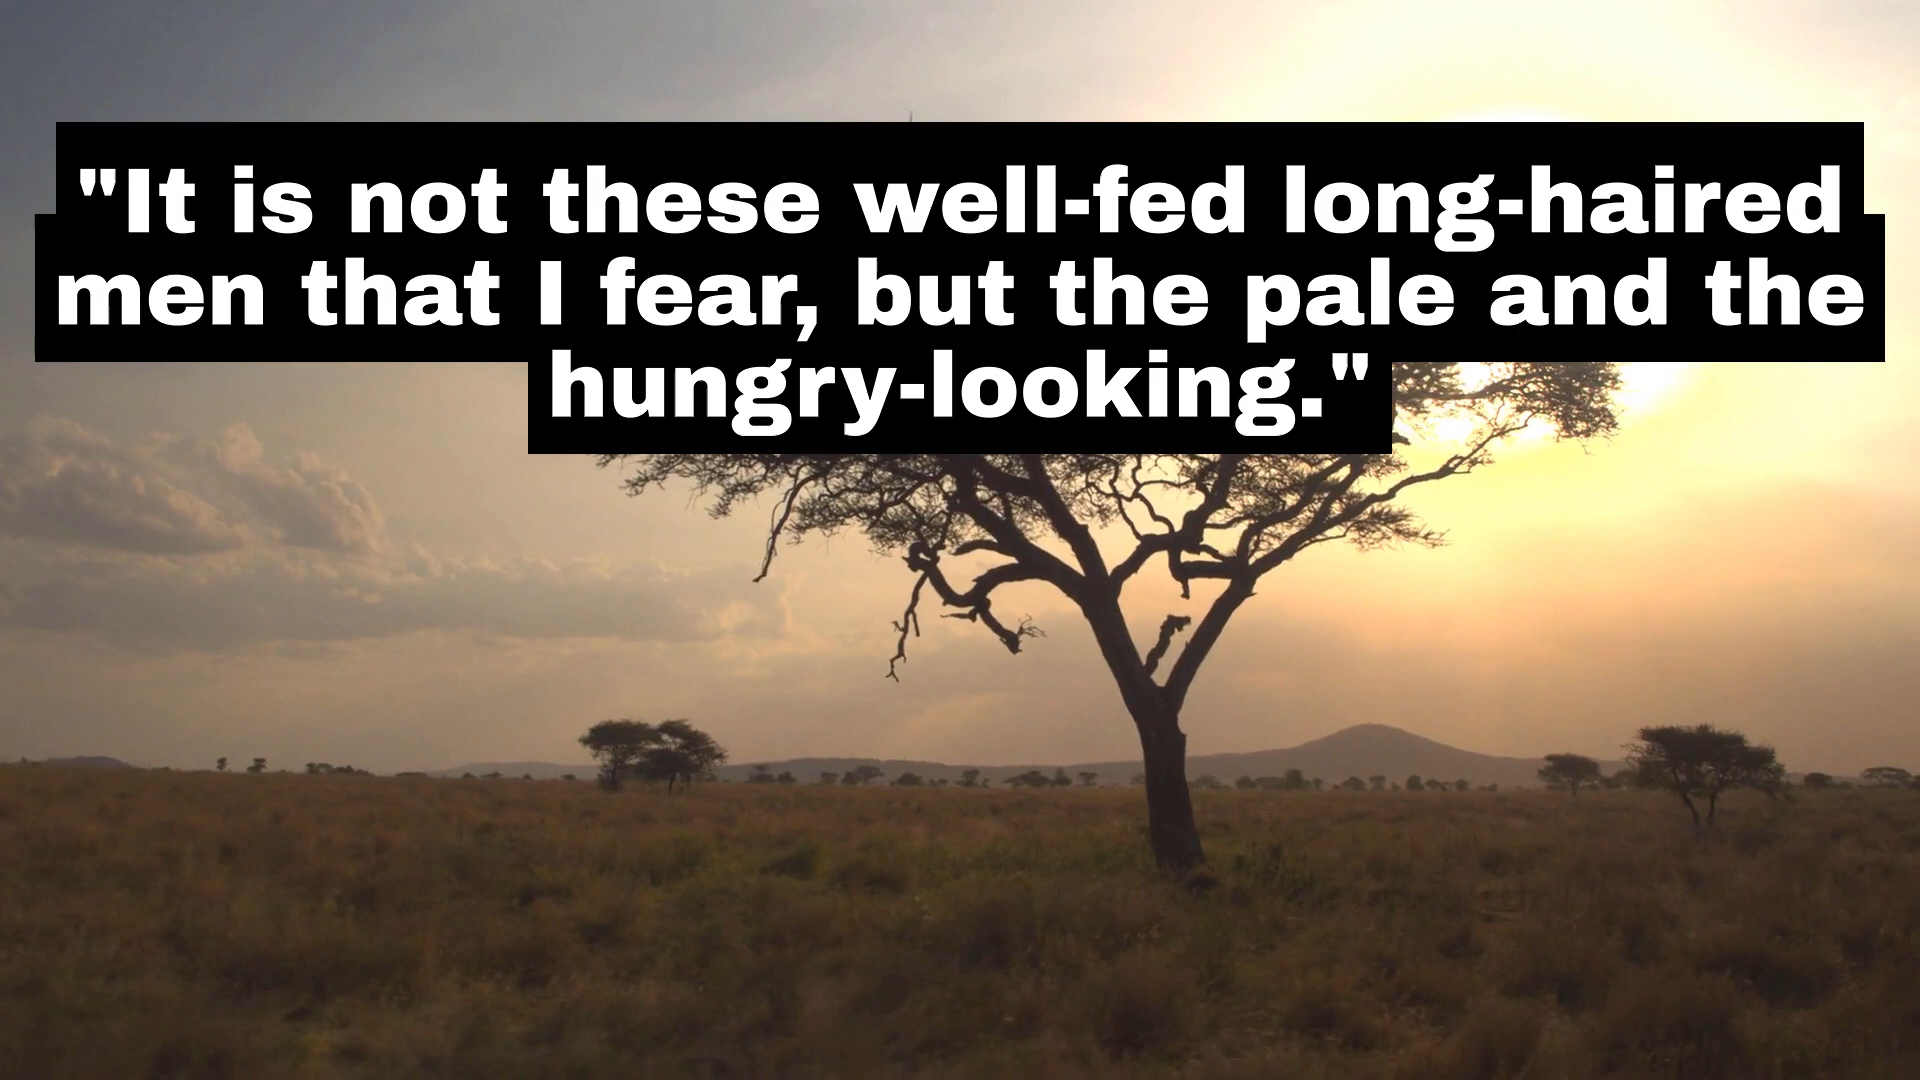 "It is not these well-fed long-haired
men that I fear, but the pale and the
hungry-looking."